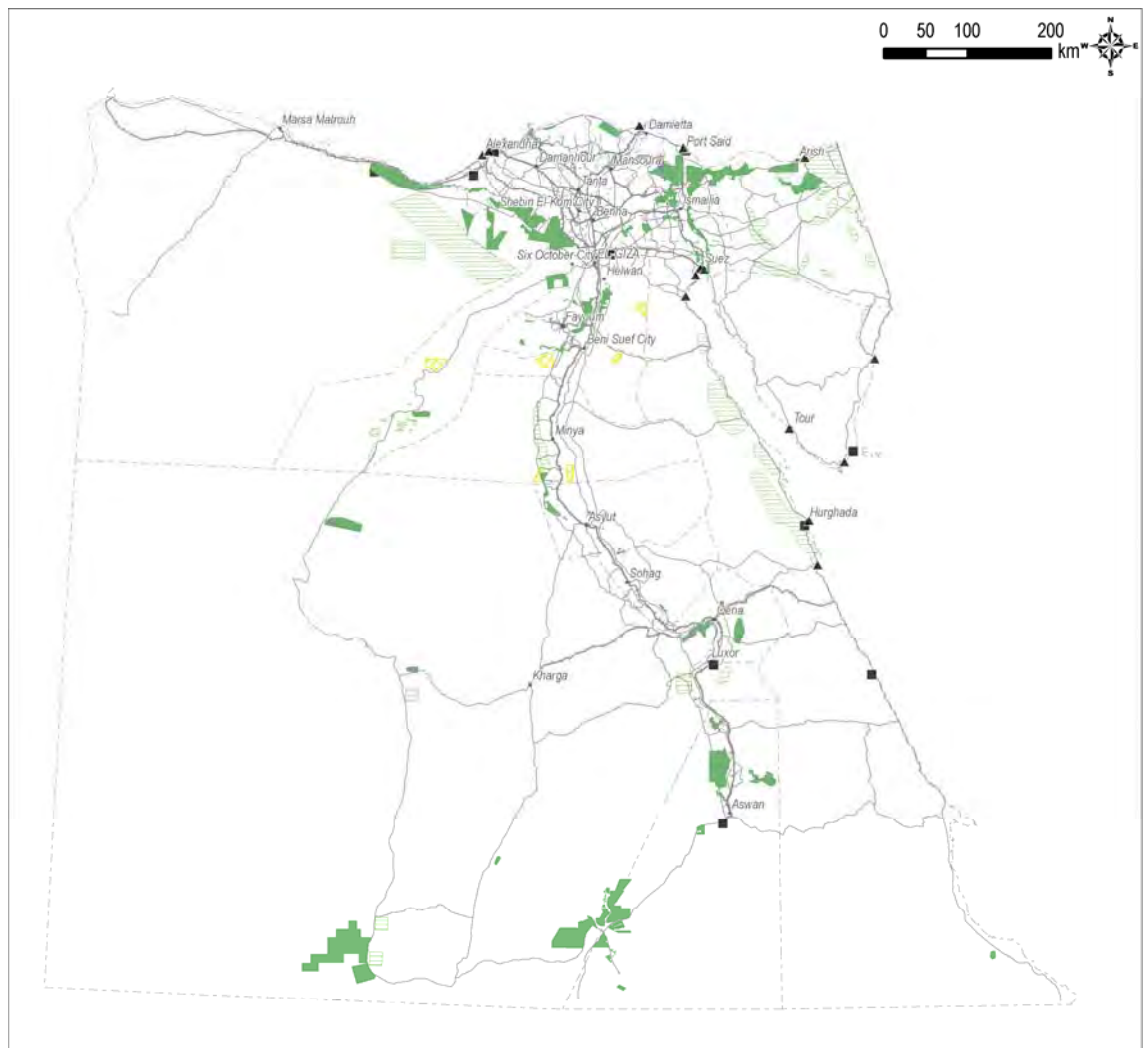 0 50 100 200
km
N
W E
S
Marsa Matrouh
Damietta
Port Said
Alexandria
Damanhour
Mansoura
Arish
Tanta
Shebin El-Kom City
Ismailia
Benha
Six October City
GIZA
Suez
Helwan
Fayoum
Beni Suef City
Tour
Minya
Hurghada
Asyut
Sohag
Qena
Luxor
Kharga
Aswan